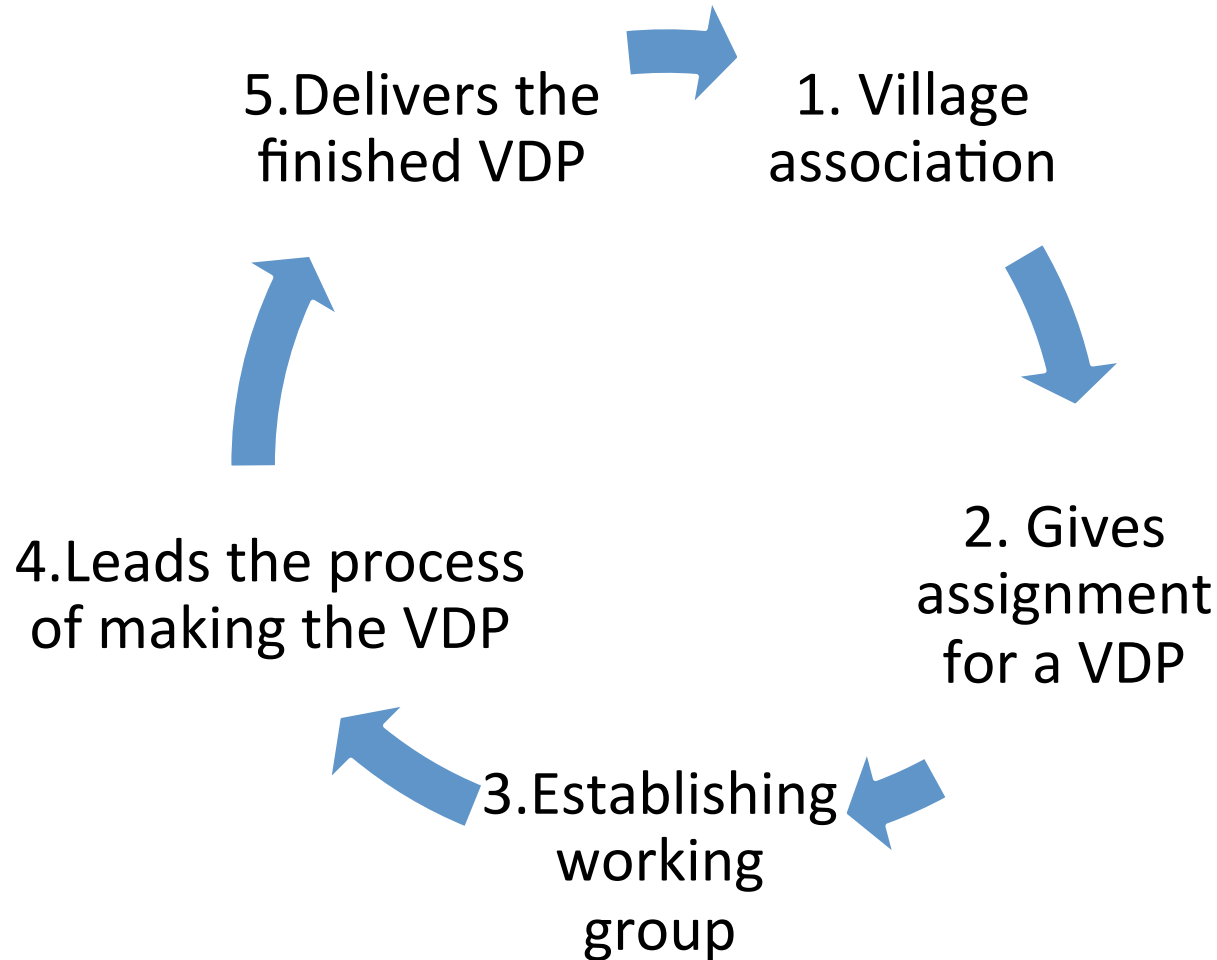 1. Village
association
2. Gives
assignment
for a VDP
3.Establishing
working
group
4.Leads the process
of making the VDP
5.Delivers the
finished VDP